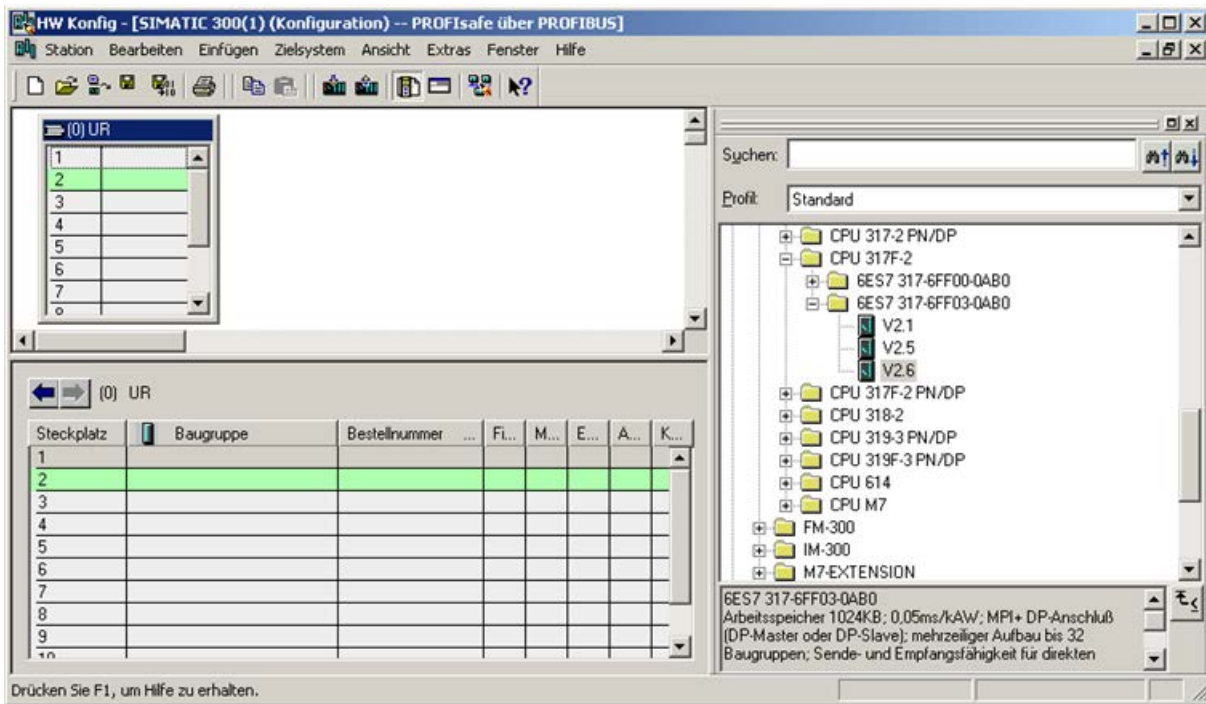 HW Konfig - [SIMATIC 300(1) (Konfiguration) -- PROFIsafe über PROFIBUS]
Station Bearbeiten Einfügen Zielsystem Ansicht Extras Fenster Hilfe
(0) UR
1
2
3
4
5
6
7
(0) UR
Steckplatz Baugruppe Bestellnummer ... Fi... M... E... A... K...
1
2
3
4
5
6
7
8
9
10
Suchen:
Profil: Standard
CPU 317-2 PN/DP
CPU 317F-2
6ES7 317-6FF00-0AB0
6ES7 317-6FF03-0AB0
V2.1
V2.5
V2.6
CPU 317F-2 PN/DP
CPU 318-2
CPU 319-3 PN/DP
CPU 319F-3 PN/DP
CPU 614
CPU M7
FM-300
IM-300
M7-EXTENSION
6ES7 317-6FF03-0AB0
Arbeitsspeicher 1024KB; 0,05ms/kAW; MPI+ DP-Anschluß
(DP-Master oder DP-Slave); mehrzeiliger Aufbau bis 32
Baugruppen; Sende- und Empfangsfähigkeit für direkten
Drücken Sie F1, um Hilfe zu erhalten.